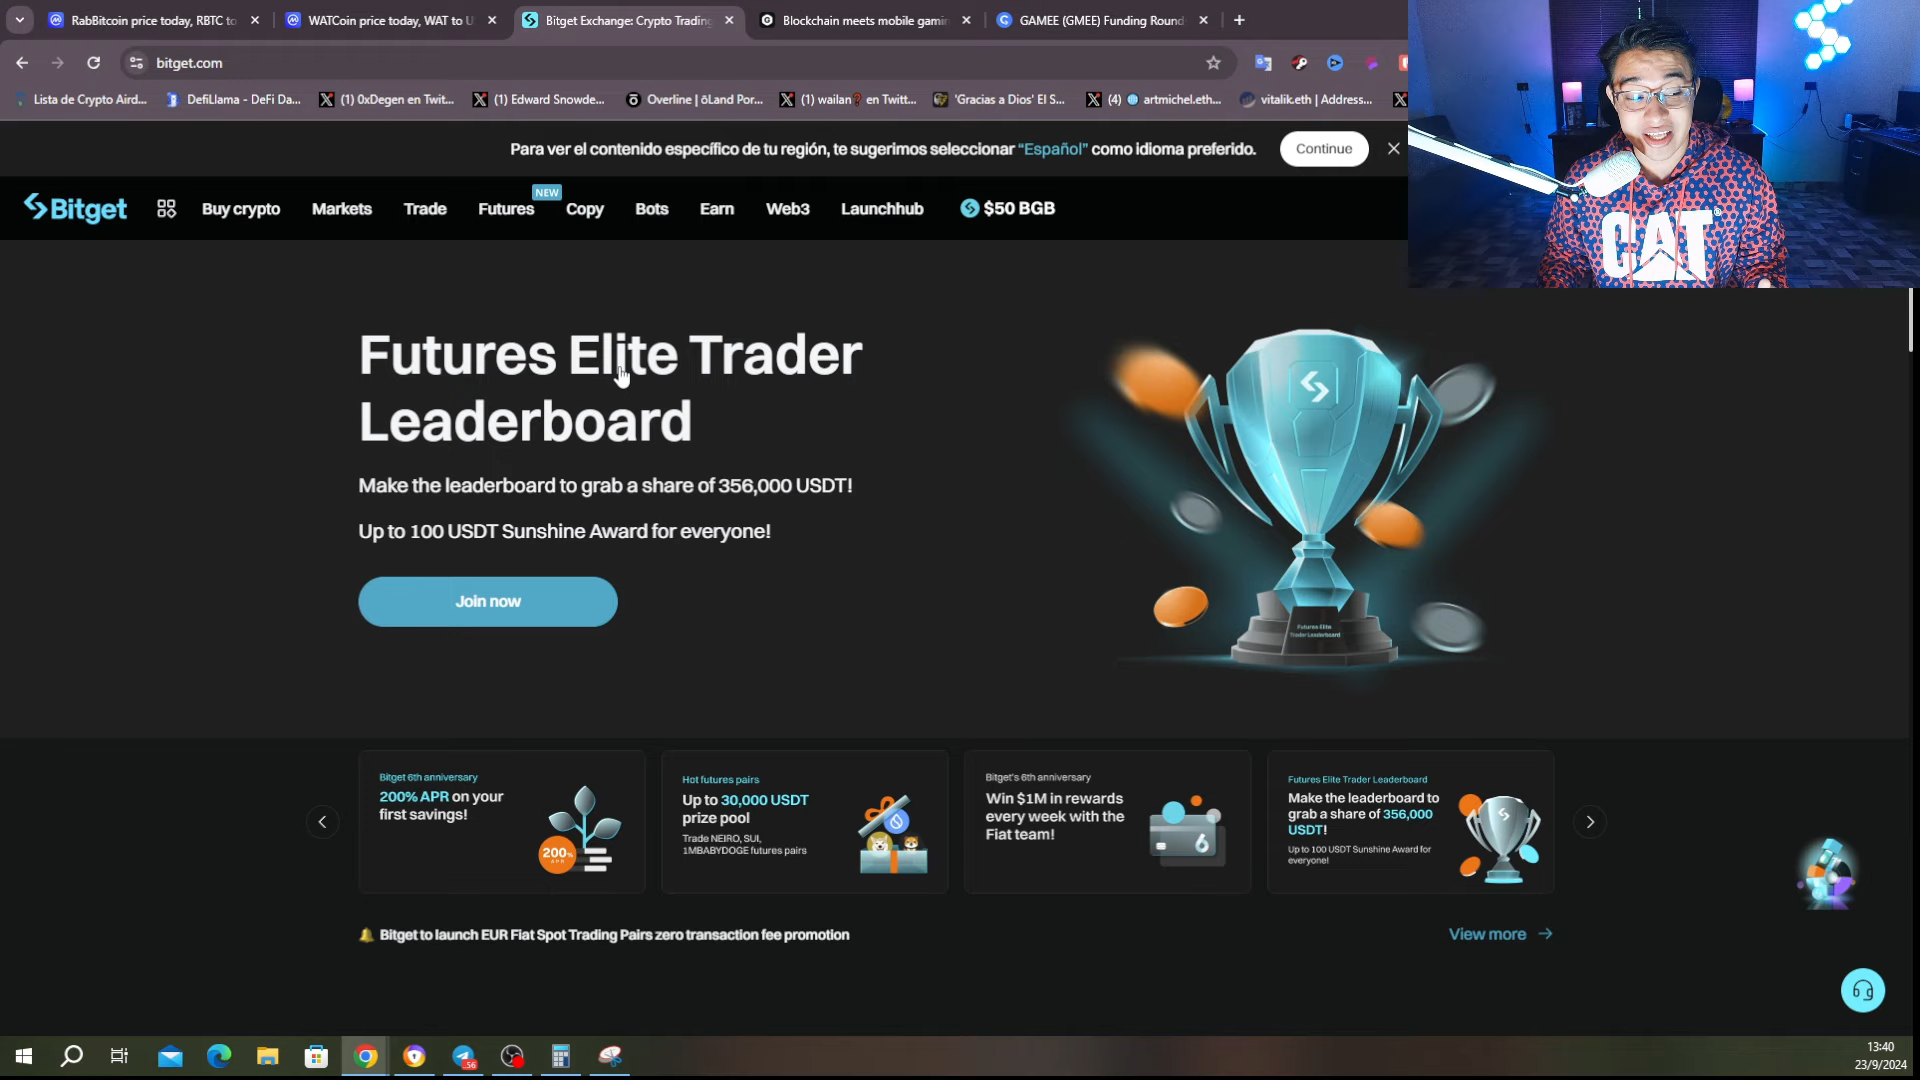 RabBitcoin price today, RBTC to
WATCoin price today, WAT to U
Bitget Exchange: Crypto Trading
Blockchain meets mobile gamin
GAMEE (GMEE) Funding Round
bitget.com
Lista de Crypto Aird...
DefiLlama - DeFi Da...
(1) 0xDegen en Twit...
(1) Edward Snowde...
Overline | ōLand Por...
(1) wailan❓ en Twitt...
'Gracias a Dios' El S...
(4) 🌐 artmichel.eth...
vitalik.eth | Address...
Para ver el contenido específico de tu región, te sugerimos seleccionar “Español” como idioma preferido.
Continue
Bitget
Buy crypto
Markets
Trade
Futures
NEW
Copy
Bots
Earn
Web3
Launchhub
$50 BGB
CAT
Futures Elite Trader
Leaderboard
Make the leaderboard to grab a share of 356,000 USDT!
Up to 100 USDT Sunshine Award for everyone!
Join now
Futures Elite
Trader Leaderboard
Bitget 6th anniversary
200% APR on your
first savings!
200%
APR
Hot futures pairs
Up to 30,000 USDT
prize pool!
Trade NEIRO, SUI,
1MBABYDOGE futures pairs
Bitget's 6th anniversary
Win $1M in rewards
every week with the
Fiat team!
6
Futures Elite Trader Leaderboard
Make the leaderboard to
grab a share of 356,000
USDT!
Up to 100 USDT Sunshine Award for
everyone!
Bitget to launch EUR Fiat Spot Trading Pairs zero transaction fee promotion
View more
56
13:40
23/9/2024